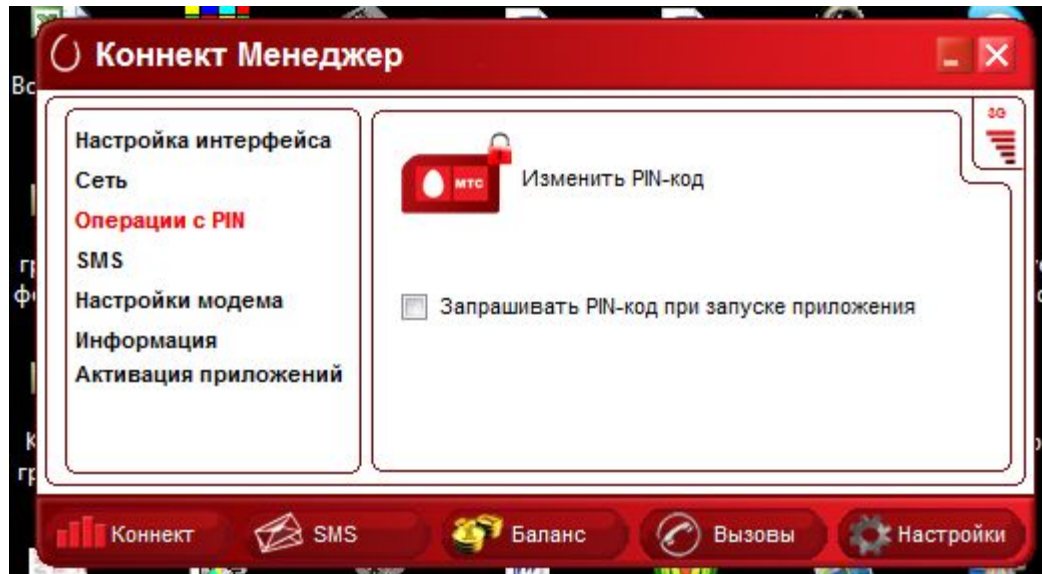 Коннект Менеджер
3G
Настройка интерфейса
Сеть
Операции с PIN
SMS
Настройки модема
Информация
Активация приложений
МТС
Изменить PIN-код
Запрашивать PIN-код при запуске приложения
Коннект
SMS
Баланс
Вызовы
Настройки